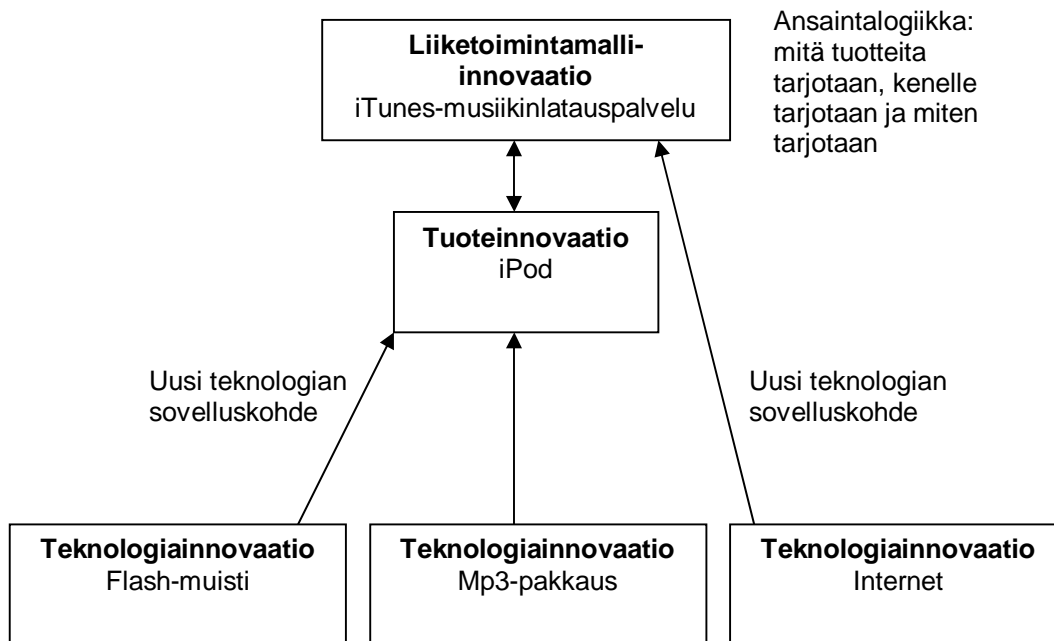 Liiketoimintamalli-
innovaatio
iTunes-musiikinlatauspalvelu
Ansaintalogiikka:
mitä tuotteita
tarjotaan, kenelle
tarjotaan ja miten
tarjotaan
Tuoteinnovaatio
iPod
Uusi teknologian
sovelluskohde
Uusi teknologian
sovelluskohde
Teknologiainnovaatio
Flash-muisti
Teknologiainnovaatio
Mp3-pakkaus
Teknologiainnovaatio
Internet